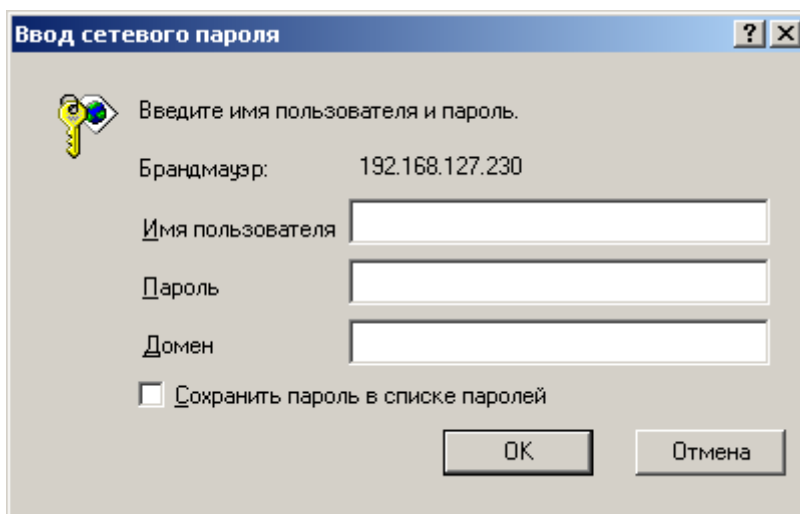 Ввод сетевого пароля
Введите имя пользователя и пароль.
Брандмауэр: 192.168.127.230
Имя пользователя
Пароль
Домен
Сохранить пароль в списке паролей
OK Отмена